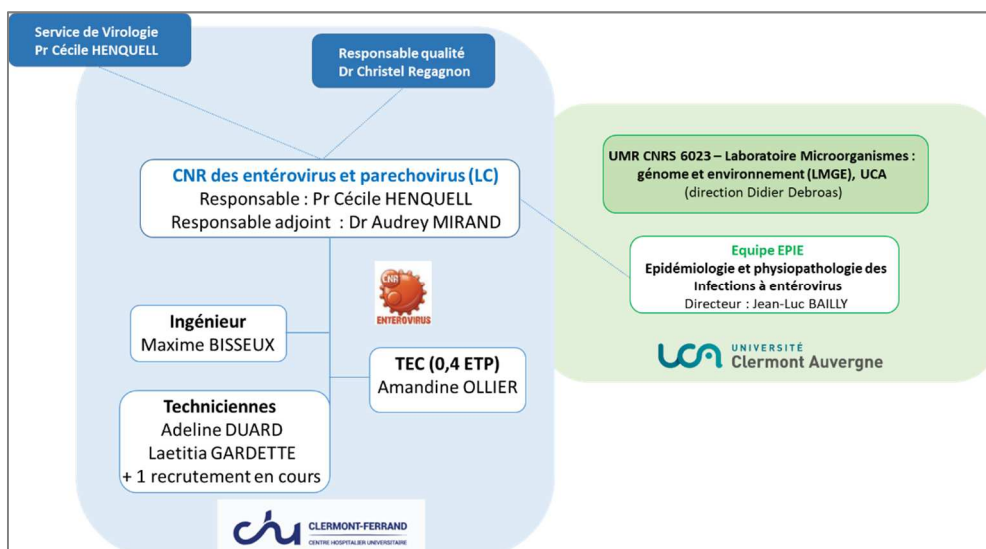 Service de Virologie
Pr Cécile HENQUELL
Responsable qualité
Dr Christel Regagnon
CNR des entérovirus et parechovirus (LC)
Responsable : Pr Cécile HENQUELL
Responsable adjoint : Dr Audrey MIRAND
UMR CNRS 6023 – Laboratoire Microorganismes :
génome et environnement (LMGE), UCA
(direction Didier Debroas)
Equipe EPIE
Epidémiologie et physiopathologie des
Infections à entérovirus
Directeur : Jean-Luc BAILLY
CNR
ENTEROVIRUS
Ingénieur
Maxime BISSEUX
TEC (0,4 ETP)
Amandine OLLIER
Techniciennes
Adeline DUARD
Laetitia GARDETTE
+ 1 recrutement en cours
UCA UNIVERSITÉ
Clermont Auvergne
chu CLERMONT-FERRAND
CENTRE HOSPITALIER UNIVERSITAIRE